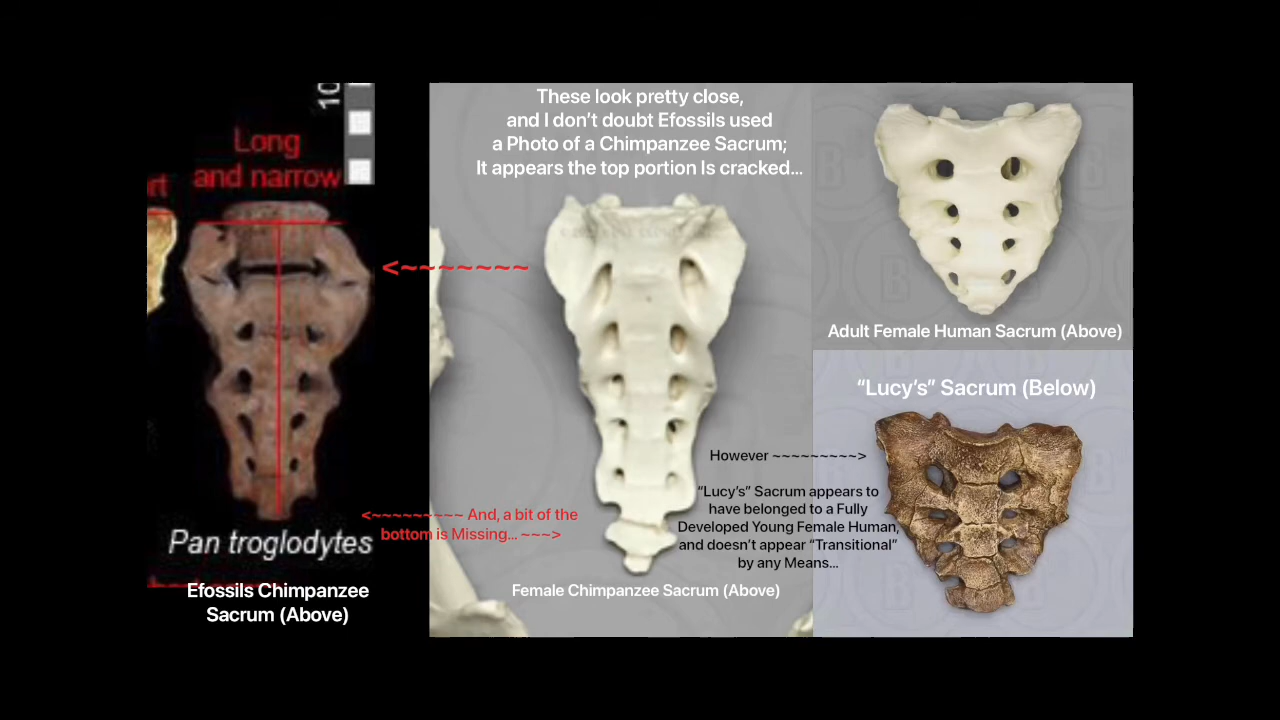 10
Long
and narrow
rt
Pan troglodytes
Efossils Chimpanzee
Sacrum (Above)
These look pretty close,
and I don’t doubt Efossils used
a Photo of a Chimpanzee Sacrum;
It appears the top portion Is cracked...
<~~~~~~~
<~~~~~~~~~ And, a bit of the
bottom is Missing... ~~~>
Female Chimpanzee Sacrum (Above)
Adult Female Human Sacrum (Above)
“Lucy’s” Sacrum (Below)
However ~~~~~~~~~>
“Lucy’s” Sacrum appears to
have belonged to a Fully
Developed Young Female Human,
and doesn’t appear “Transitional”
by any Means...